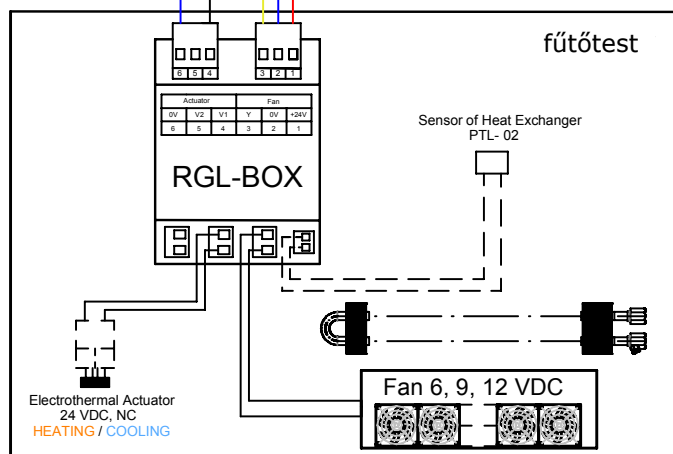 fűtőtest
6 5 4 3 2 1
Actuator Fan
0V V2 V1 Y 0V +24V
6 5 4 3 2 1
RGL-BOX
Sensor of Heat Exchanger
PTL- 02
Electrothermal Actuator
24 VDC, NC
HEATING / COOLING
Fan 6, 9, 12 VDC